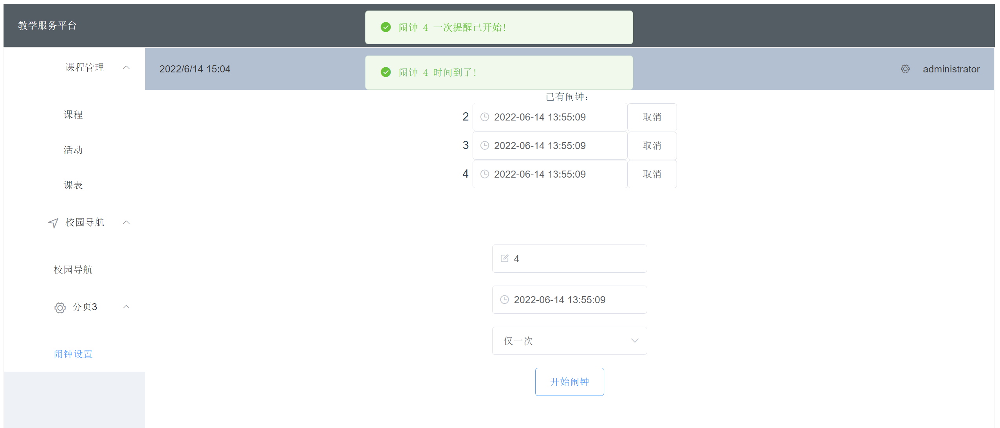 教学服务平台
闹钟 4 一次提醒已开始!
2022/6/14 15:04
闹钟 4 时间到了!
administrator
课程管理
课程
活动
课表
校园导航
校园导航
分页3
闹钟设置
已有闹钟:
2 2022-06-14 13:55:09 取消
3 2022-06-14 13:55:09 取消
4 2022-06-14 13:55:09 取消
4
2022-06-14 13:55:09
仅一次
开始闹钟